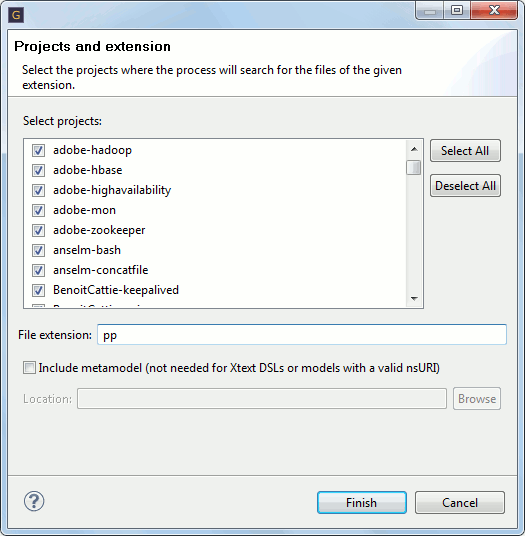 G
Projects and extension
Select the projects where the process will search for the files of the given
extension.
Select projects:
adobe-hadoop
adobe-hbase
adobe-highavailability
adobe-mon
adobe-zookeeper
anselm-bash
anselm-concatfile
BenoitCattie-keepalived
Select All
Deselect All
File extension: pp
Include metamodel (not needed for Xtext DSLs or models with a valid nsURI)
Location:
Browse
?
Finish
Cancel